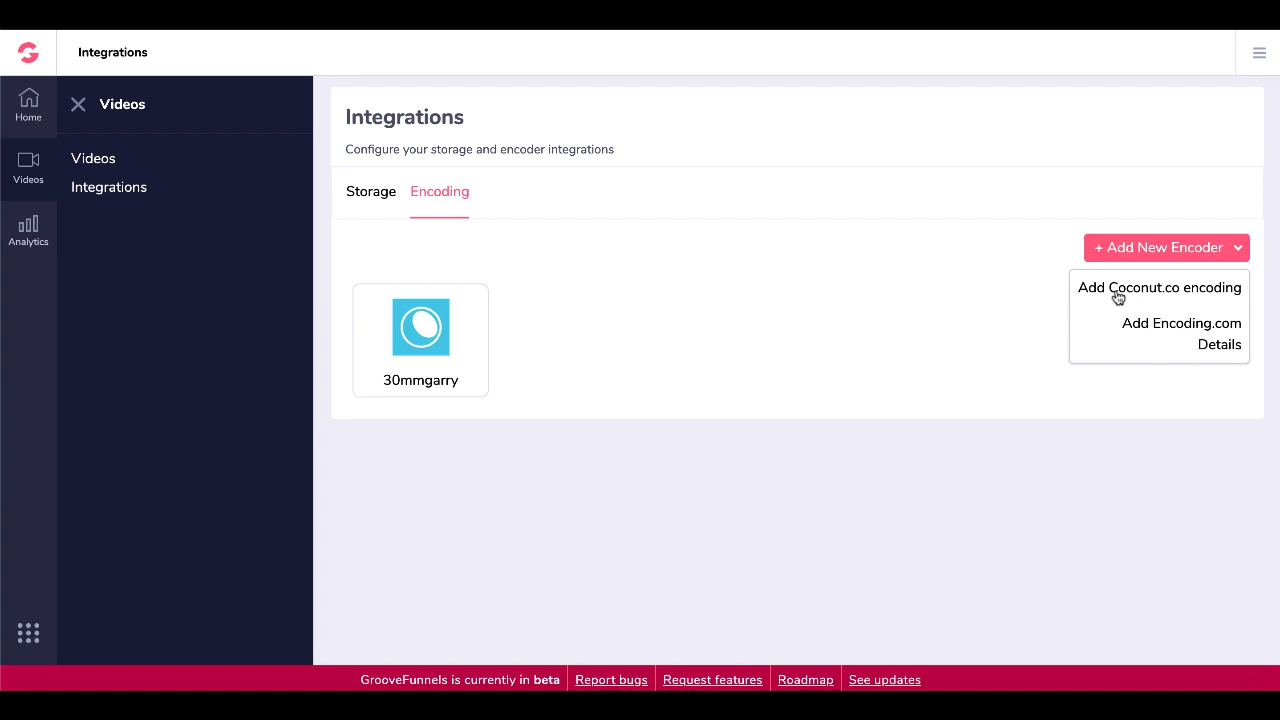 Integrations
Home
Videos
Analytics
Videos
Videos
Integrations
Integrations
Configure your storage and encoder integrations
Storage Encoding
+ Add New Encoder
Add Coconut.co encoding
Add Encoding.com
Details
30mmgarry
GrooveFunnels is currently in beta Report bugs Request features Roadmap See updates